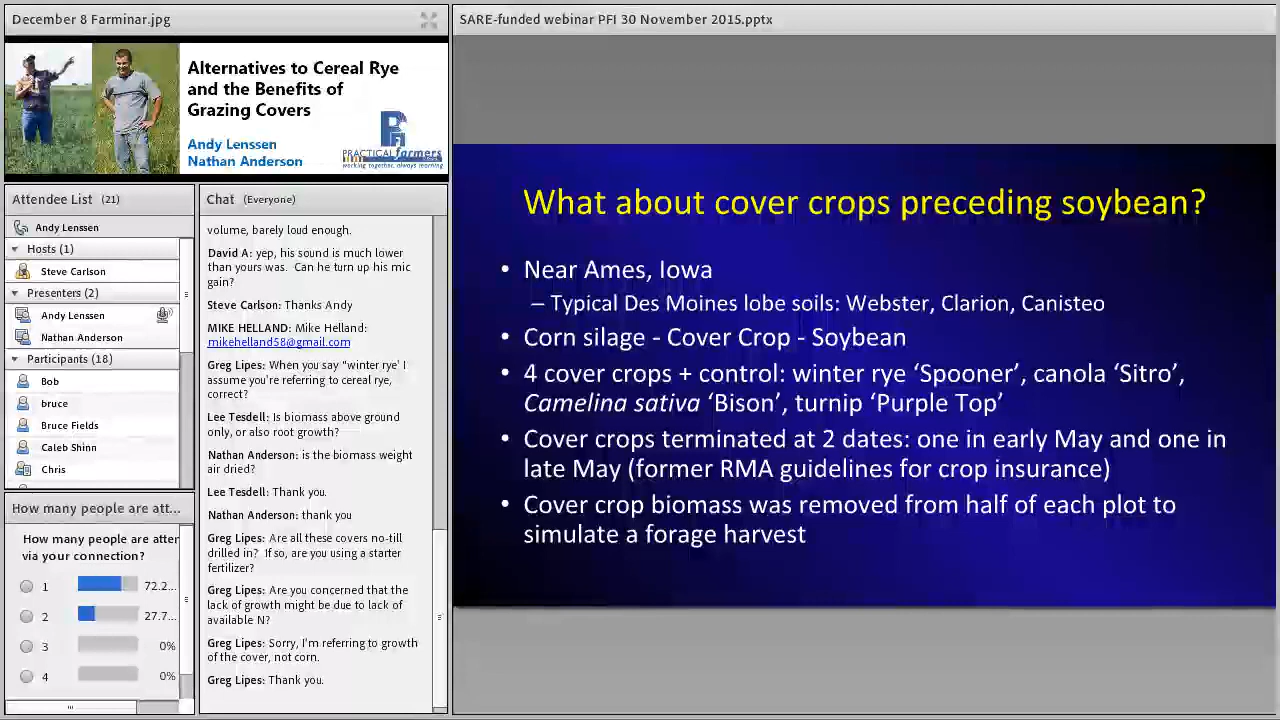 December 8 Farminar.jpg
SARE-funded webinar PFI 30 November 2015.pptx
Alternatives to Cereal Rye
and the Benefits of
Grazing Covers
Andy Lenssen
Nathan Anderson
PRACTICAL farmers
working together, always learning
Attendee List (21)
Andy Lenssen
Hosts (1)
Steve Carlson
Presenters (2)
Andy Lenssen
Nathan Anderson
Participants (18)
Bob
bruce
Bruce Fields
Caleb Shinn
Chris
How many people are att...
How many people are atter
via your connection?
1 72.2...
2 27.7...
3 0%
4 0%
Chat (Everyone)
volume, barely loud enough.
David A: yep, his sound is much lower
than yours was. Can he turn up his mic
gain?
Steve Carlson: Thanks Andy
MIKE HELLAND: Mike Helland:
mikehelland58@gmail.com
Greg Lipes: When you say "winter rye' I
assume you're referring to cereal rye,
correct?
Lee Tesdell: Is biomass above ground
only, or also root growth?
Nathan Anderson: is the biomass weight
air dried?
Lee Tesdell: Thank you.
Nathan Anderson: thank you
Greg Lipes: Are all these covers no-till
drilled in? If so, are you using a starter
fertilizer?
Greg Lipes: Are you concerned that the
lack of growth might be due to lack of
available N?
Greg Lipes: Sorry, I'm referring to growth
of the cover, not corn.
Greg Lipes: Thank you.
What about cover crops preceding soybean?
• Near Ames, Iowa
– Typical Des Moines lobe soils: Webster, Clarion, Canisteo
• Corn silage - Cover Crop - Soybean
• 4 cover crops + control: winter rye ‘Spooner’, canola ‘Sitro’,
Camelina sativa ‘Bison’, turnip ‘Purple Top’
• Cover crops terminated at 2 dates: one in early May and one in
late May (former RMA guidelines for crop insurance)
• Cover crop biomass was removed from half of each plot to
simulate a forage harvest